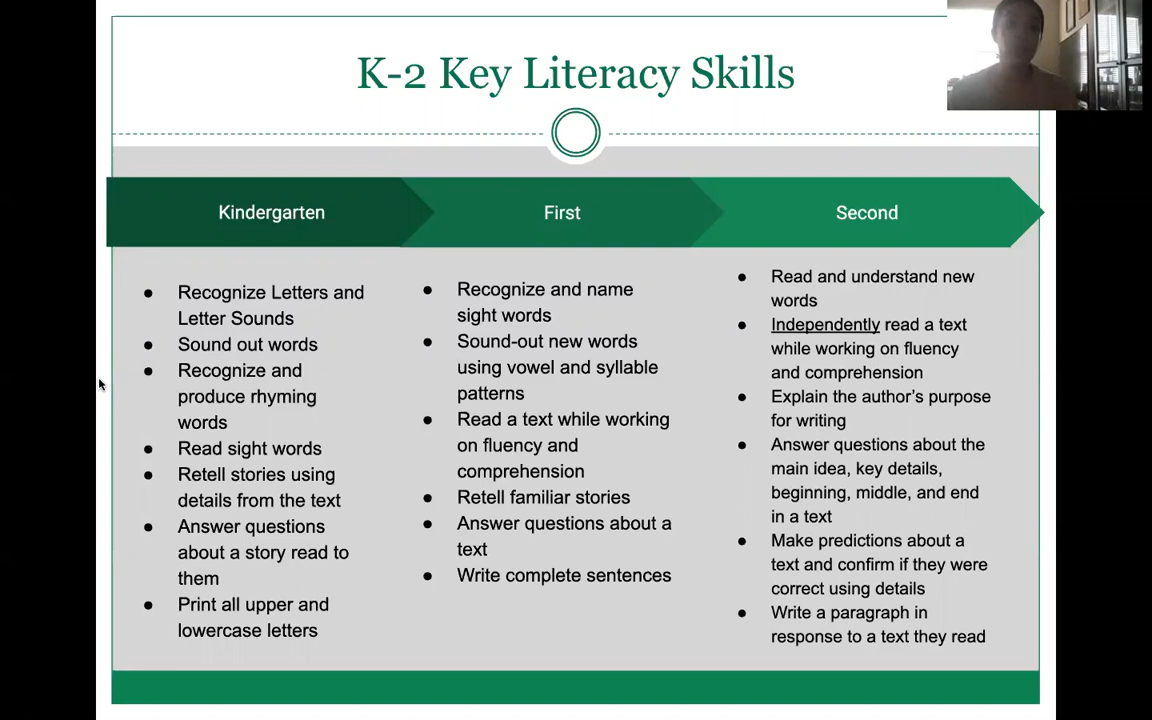 K-2 Key Literacy Skills
Kindergarten
First
Second
● Recognize Letters and
Letter Sounds
● Sound out words
● Recognize and
produce rhyming
words
● Read sight words
● Retell stories using
details from the text
● Answer questions
about a story read to
them
● Print all upper and
lowercase letters
● Recognize and name
sight words
● Sound-out new words
using vowel and syllable
patterns
● Read a text while working
on fluency and
comprehension
● Retell familiar stories
● Answer questions about a
text
● Write complete sentences
● Read and understand new
words
● Independently read a text
while working on fluency
and comprehension
● Explain the author’s purpose
for writing
● Answer questions about the
main idea, key details,
beginning, middle, and end
in a text
● Make predictions about a
text and confirm if they were
correct using details
● Write a paragraph in
response to a text they read